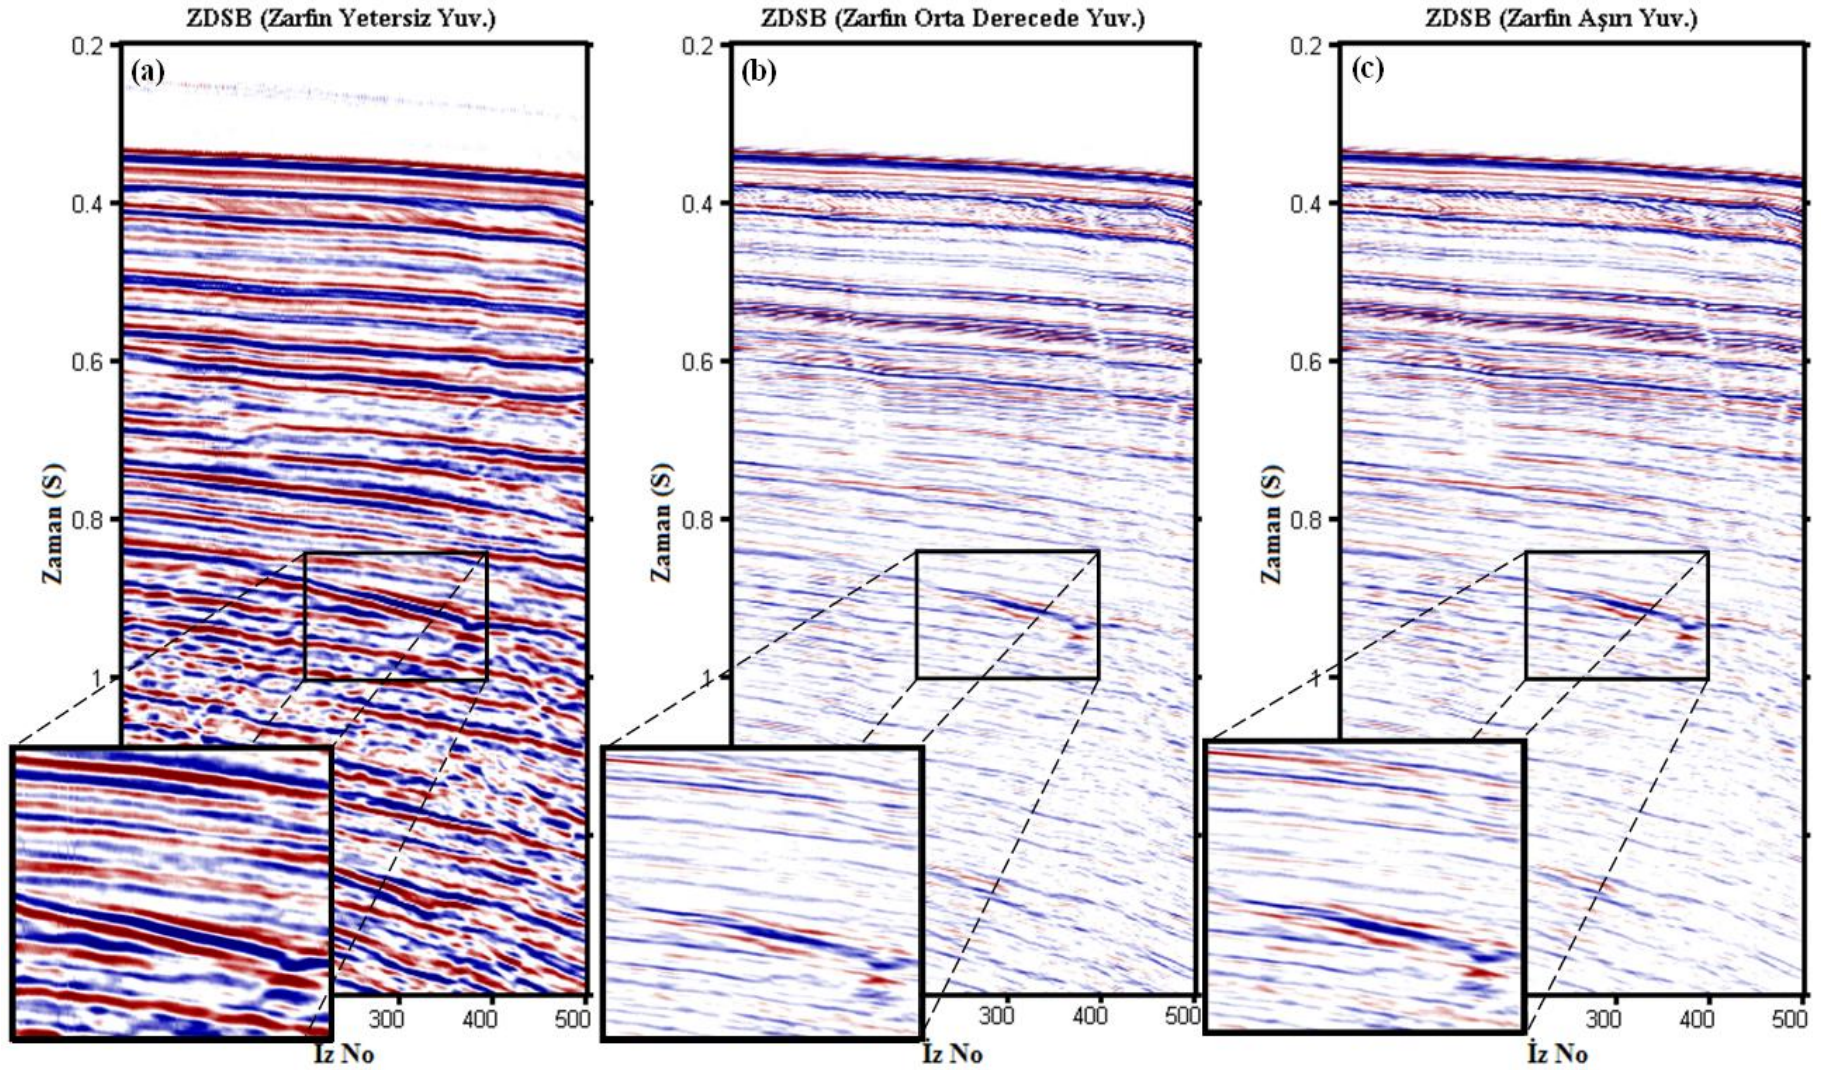 ZDSB (Zarfin Yetersiz Yuv.)
(a)
0.2
0.4
0.6
0.8
1
Zaman (S)
300 400 500
İz No
ZDSB (Zarfin Orta Derecede Yuv.)
(b)
0.2
0.4
0.6
0.8
1
Zaman (S)
300 400 500
İz No
ZDSB (Zarfin Aşırı Yuv.)
(c)
0.2
0.4
0.6
0.8
1
Zaman (S)
300 400 500
İz No